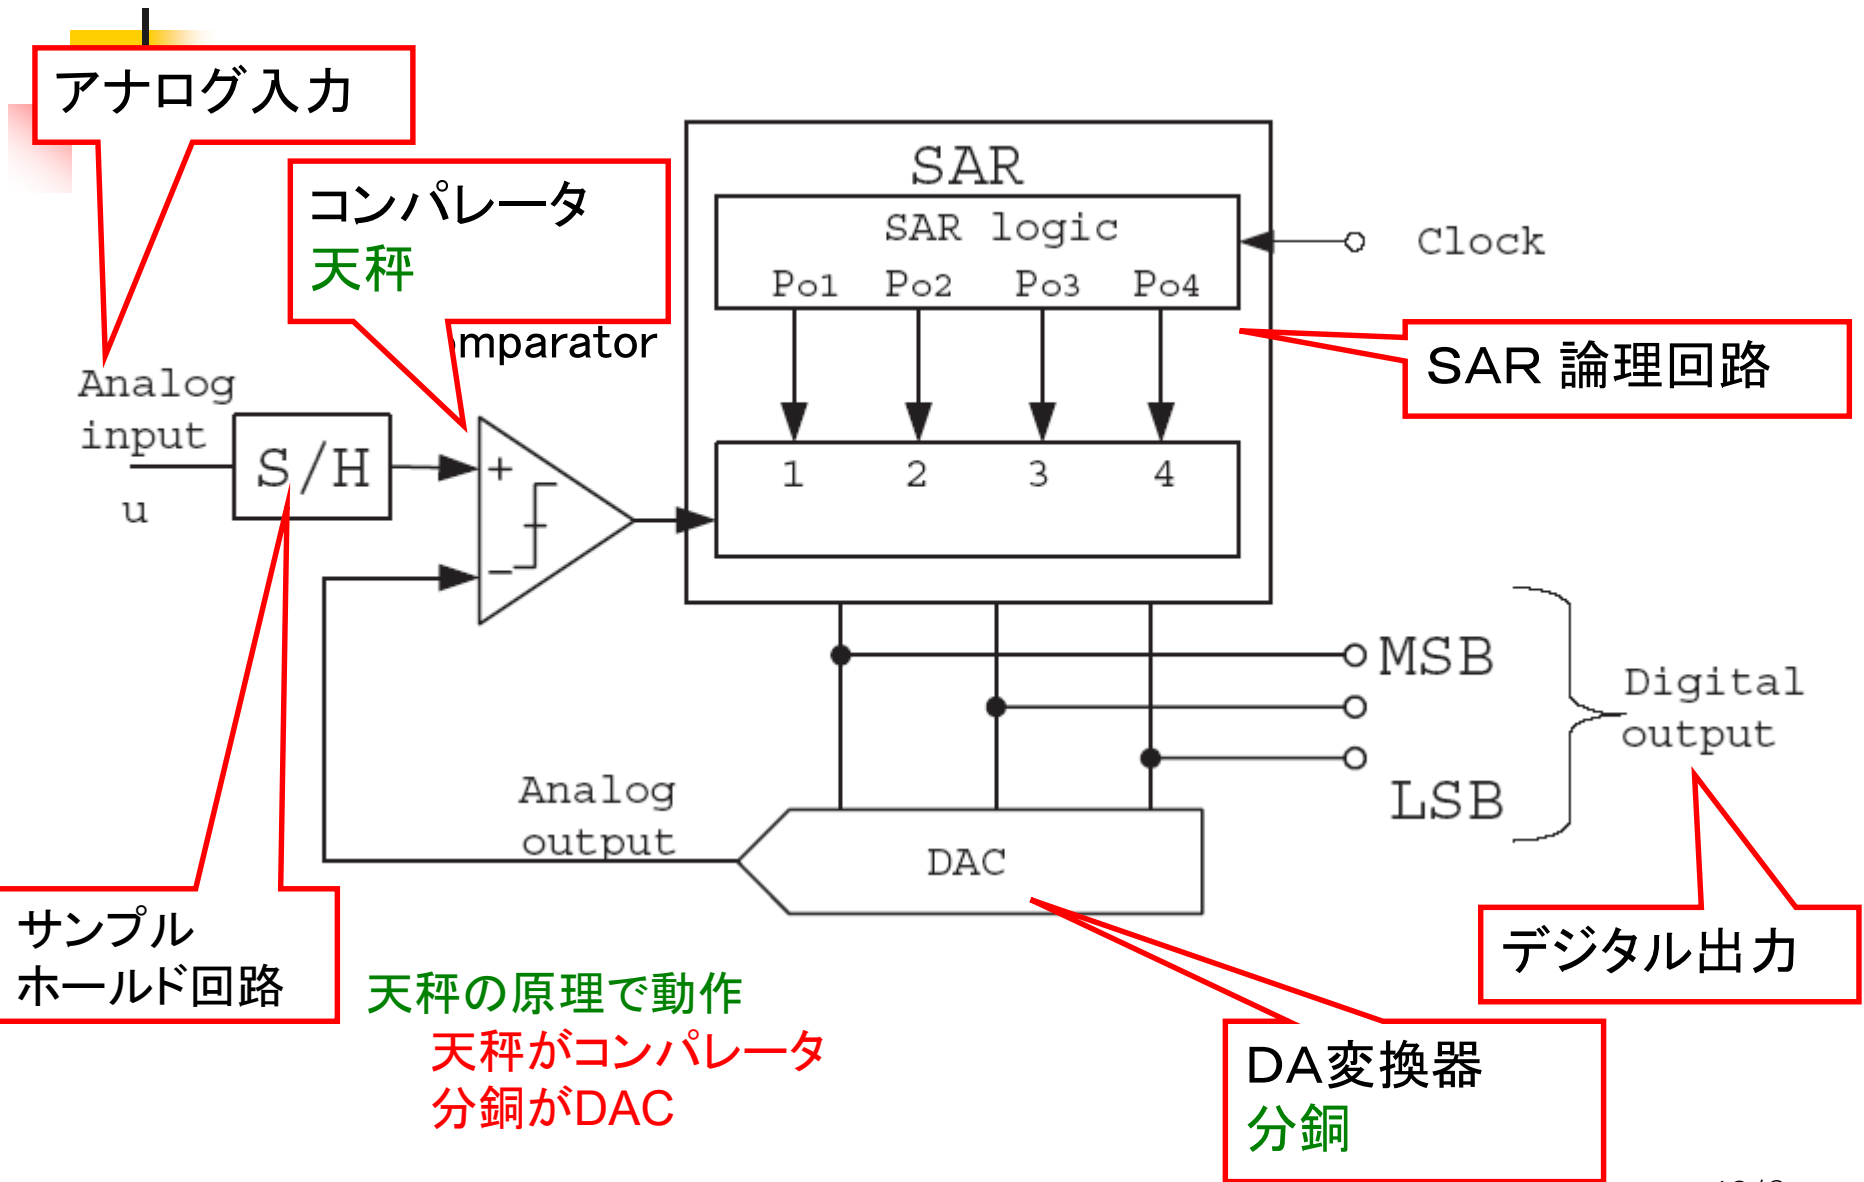 アナログ入力
コンパレータ
天秤
omparator
SAR
SAR logic
Po1 Po2 Po3 Po4
Clock
SAR 論理回路
Analog
input
u
S/H
+
−
1 2 3 4
MSB
LSB
Digital
output
Analog
output
DAC
サンプル
ホールド回路
デジタル出力
天秤の原理で動作
天秤がコンパレータ
分銅がDAC
DA変換器
分銅